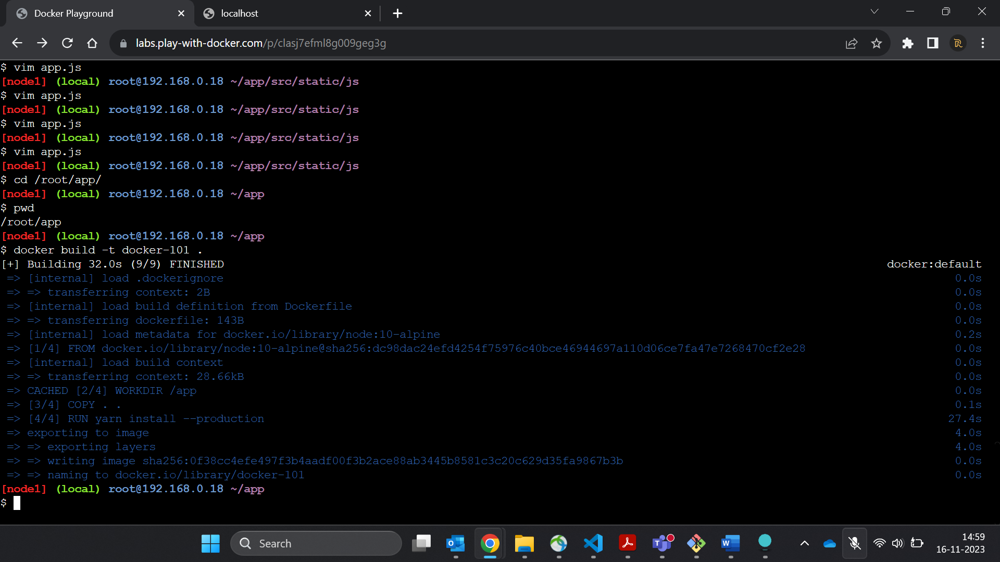 Docker Playground
localhost
labs.play-with-docker.com/p/clasj7efml8g009geg3g
$ vim app.js
[node1] (local) root@192.168.0.18 ~/app/src/static/js
$ vim app.js
[node1] (local) root@192.168.0.18 ~/app/src/static/js
$ vim app.js
[node1] (local) root@192.168.0.18 ~/app/src/static/js
$ vim app.js
[node1] (local) root@192.168.0.18 ~/app/src/static/js
$ cd /root/app/
[node1] (local) root@192.168.0.18 ~/app
$ pwd
/root/app
[node1] (local) root@192.168.0.18 ~/app
$ docker build -t docker-101 .
[+] Building 32.0s (9/9) FINISHED docker:default
=> [internal] load .dockerignore 0.0s
=> => transferring context: 2B 0.0s
=> [internal] load build definition from Dockerfile 0.0s
=> => transferring dockerfile: 143B 0.0s
=> [internal] load metadata for docker.io/library/node:10-alpine 0.2s
=> [1/4] FROM docker.io/library/node:10-alpine@sha256:dc98dac24efd4254f75976c40bce46944697a110d06ce7fa47e7268470cf2e28 0.0s
=> [internal] load build context 0.0s
=> => transferring context: 28.66kB 0.0s
=> CACHED [2/4] WORKDIR /app 0.0s
=> [3/4] COPY . . 0.1s
=> [4/4] RUN yarn install --production 27.4s
=> exporting to image 4.0s
=> => exporting layers 4.0s
=> => writing image sha256:0f38cc4efe497f3b4aadf00f3b2ace88ab3445b8581c3c20c629d35fa9867b3b 0.0s
=> => naming to docker.io/library/docker-101 0.0s
[node1] (local) root@192.168.0.18 ~/app
$
Search
14:59
16-11-2023